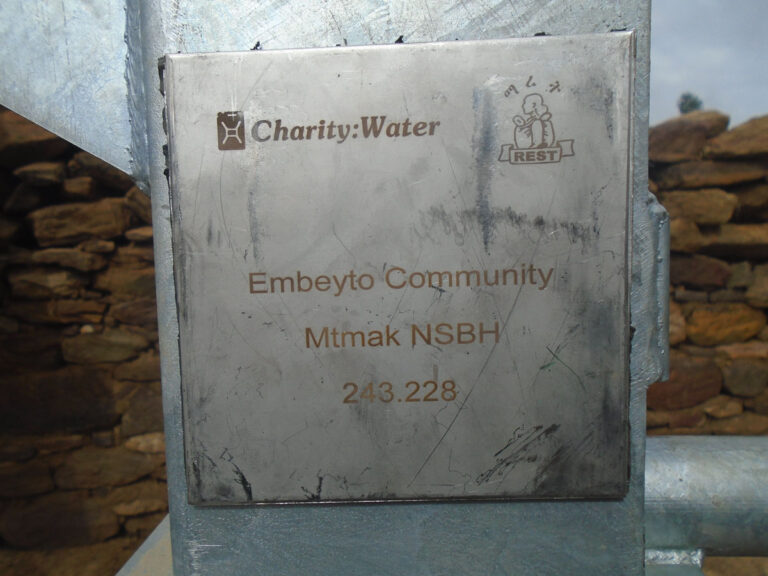 Charity:Water
ማ ሬ ት
REST
Embeyto Community
Mtmak NSBH
243.228